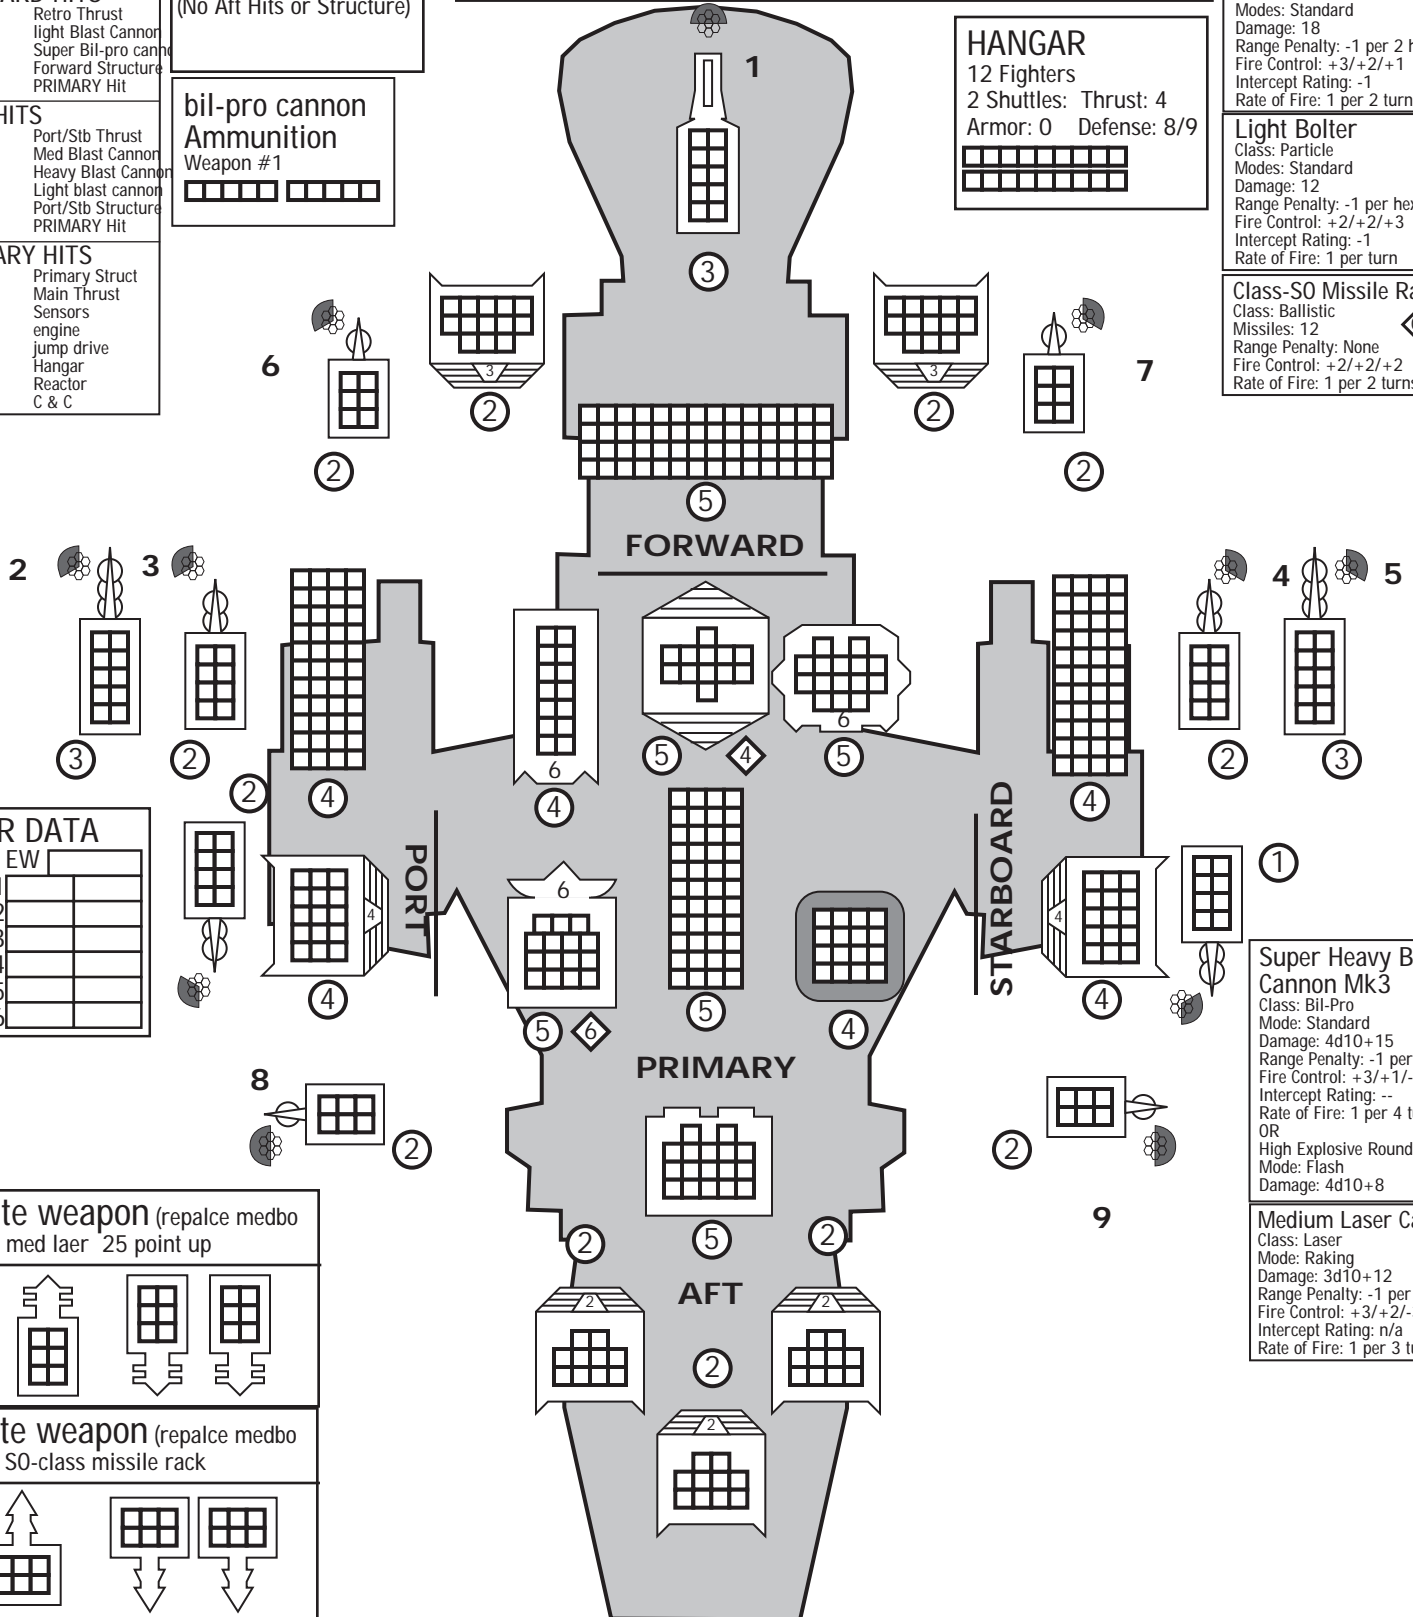 Retro Thrust
light Blast Cannon
Super Bil-pro
Forward Structure
PRIMARY Hit
HITS
Port/Stb Thrust
Med Blast Cannon
Heavy Blast Cannon
Light blast cannon
Port/Stb Structure
PRIMARY Hit
HITS
Primary Struct
Main Thrust
Sensors
engine
jump drive
Hangar
Reactor
C & C
(No Aft Hits or Structure)
bil-pro cannon
Ammunition
Weapon #1
1
HANGAR
12 Fighters
2 Shuttles: Thrust: 4
Armor: 0 Defense: 8/9
Modes: Standard
Damage: 18
Range Penalty: -1 per 2
Fire Control: +3/+2/+1
Intercept Rating: -1
Rate of Fire: 1 per 2
Light Bolter
Class: Particle
Modes: Standard
Damage: 12
Range Penalty: -1 per hex
Fire Control: +2/+2/+3
Intercept Rating: -1
Rate of Fire: 1 per turn
Class-SO Missile
Class: Ballistic
Missiles: 12
Range Penalty: None
Fire Control: +2/+2/+2
Rate of Fire: 1 per 2 turns
3
6
3
2
2
3
2
7
2
5
FORWARD
2
3
4
5
3
2
2
4
6
4
5
4
6
5
4
2
3
DATA
EW
PORT
4
4
6
5
6
5
4
STARBOARD
4
4
1
PRIMARY
8
2
5
2
9
Super Heavy
Cannon Mk3
Class: Bil-Pro
Mode: Standard
Damage: 4d10+15
Range Penalty: -1 per
Fire Control: +3/+1/-
Intercept Rating: --
Rate of Fire: 1 per 4
OR
High Explosive Round
Mode: Flash
Damage: 4d10+8
Medium Laser
Class: Laser
Mode: Raking
Damage: 3d10+12
Range Penalty: -1 per
Fire Control: +3/+2/-
Intercept Rating: n/a
Rate of Fire: 1 per 3
weapon (repalce medbo
med laer 25 point up
2
2
AFT
2
2
2
2
weapon (repalce medbo
SO-class missile rack